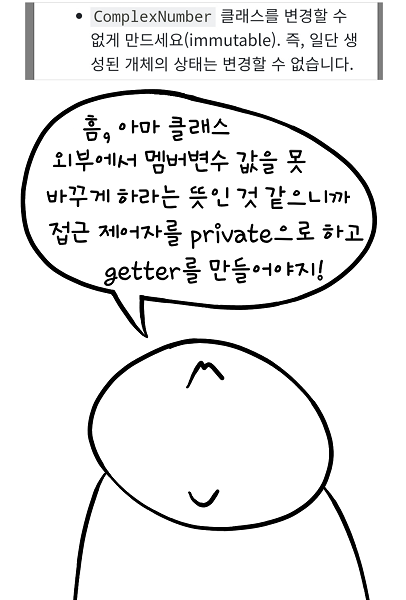 ComplexNumber 클래스를 변경할 수
없게 만드세요(immutable). 즉, 일단 생
성된 개체의 상태는 변경할 수 없습니다.
흠, 아마 클래스
외부에서 멤버변수 값을 못
바꾸게 하라는 뜻인 것 같으니까
접근 제어자를 private으로 하고
getter를 만들어야지!